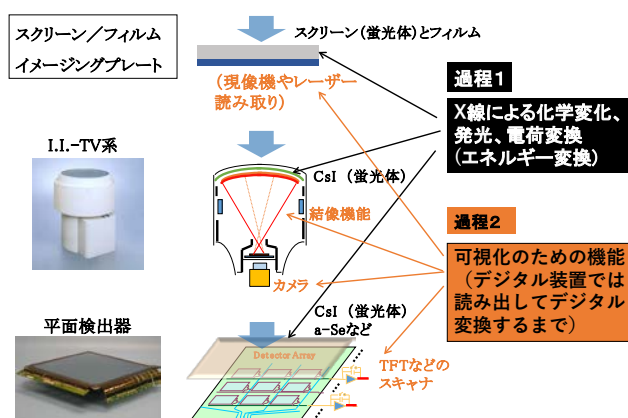 スクリーン／フィルム
イメージングプレート
スクリーン（蛍光体）とフィルム
（現像機やレーザー
読み取り）
過程１
X線による化学変化、
発光、電荷変換
(エネルギー変換)
I.I.-TV系
CsI （蛍光体）
結像機能
カメラ
過程２
可視化のための機能
（デジタル装置では
読み出してデジタル
変換するまで）
平面検出器
CsI （蛍光体）
a-Seなど
Detector Array
TFTなどの
スキャナ